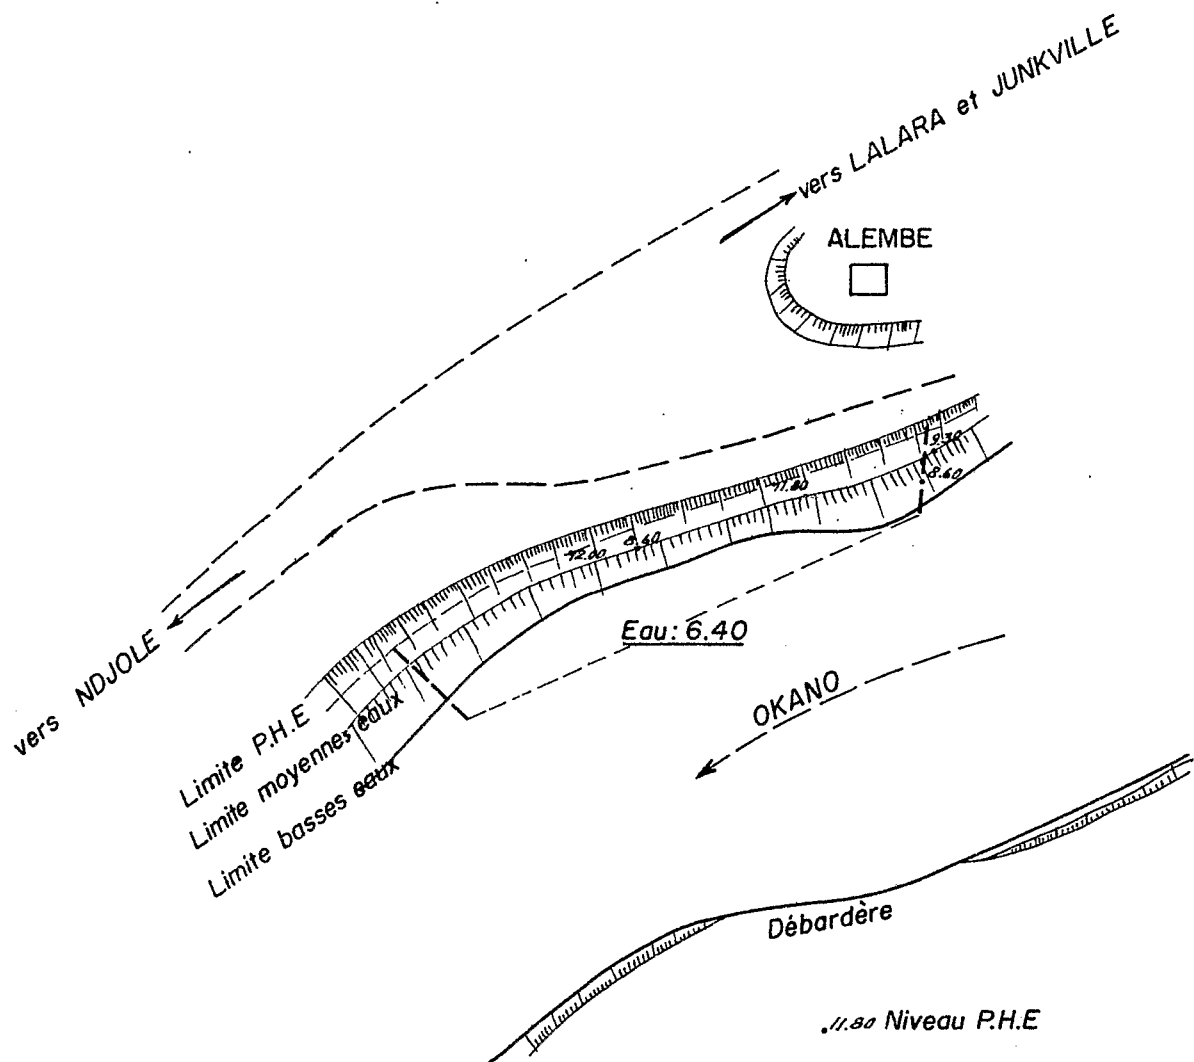 vers LALARA et JUNKVILLE
ALEMBE
9.30
8.60
11.80
8.60
12.00
Eau: 6.40
vers NDJOLE
OKANO
Limite P.H.E
Limite moyennes eaux
Limite basses eaux
Débardère
11.80 Niveau P.H.E